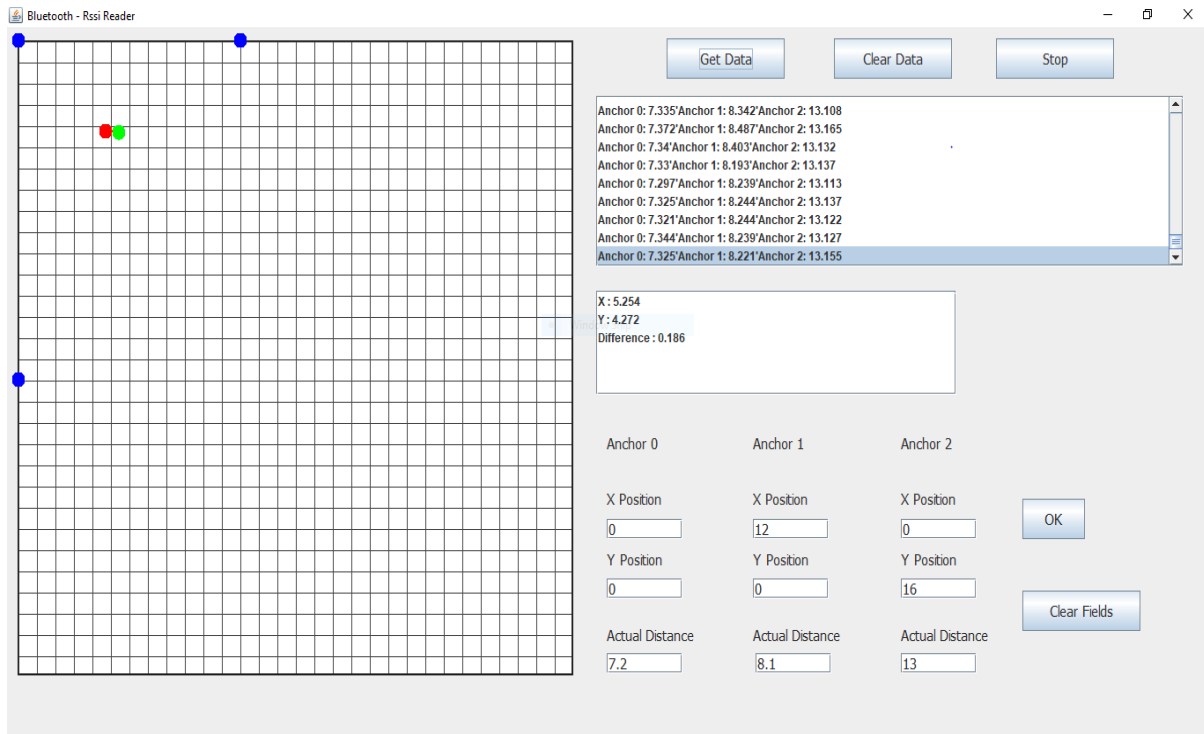 Bluetooth - Rssi Reader
Get Data
Clear Data
Stop
Anchor 0: 7.335'Anchor 1: 8.342'Anchor 2: 13.108
Anchor 0: 7.372'Anchor 1: 8.487'Anchor 2: 13.165
Anchor 0: 7.34'Anchor 1: 8.403'Anchor 2: 13.132
Anchor 0: 7.33'Anchor 1: 8.193'Anchor 2: 13.137
Anchor 0: 7.297'Anchor 1: 8.239'Anchor 2: 13.113
Anchor 0: 7.325'Anchor 1: 8.244'Anchor 2: 13.137
Anchor 0: 7.321'Anchor 1: 8.244'Anchor 2: 13.122
Anchor 0: 7.344'Anchor 1: 8.239'Anchor 2: 13.127
Anchor 0: 7.325'Anchor 1: 8.221'Anchor 2: 13.155
X : 5.254
Y : 4.272
Difference : 0.186
Anchor 0
Anchor 1
Anchor 2
X Position
X Position
X Position
0
12
0
OK
Y Position
Y Position
Y Position
0
0
16
Clear Fields
Actual Distance
Actual Distance
Actual Distance
7.2
8.1
13